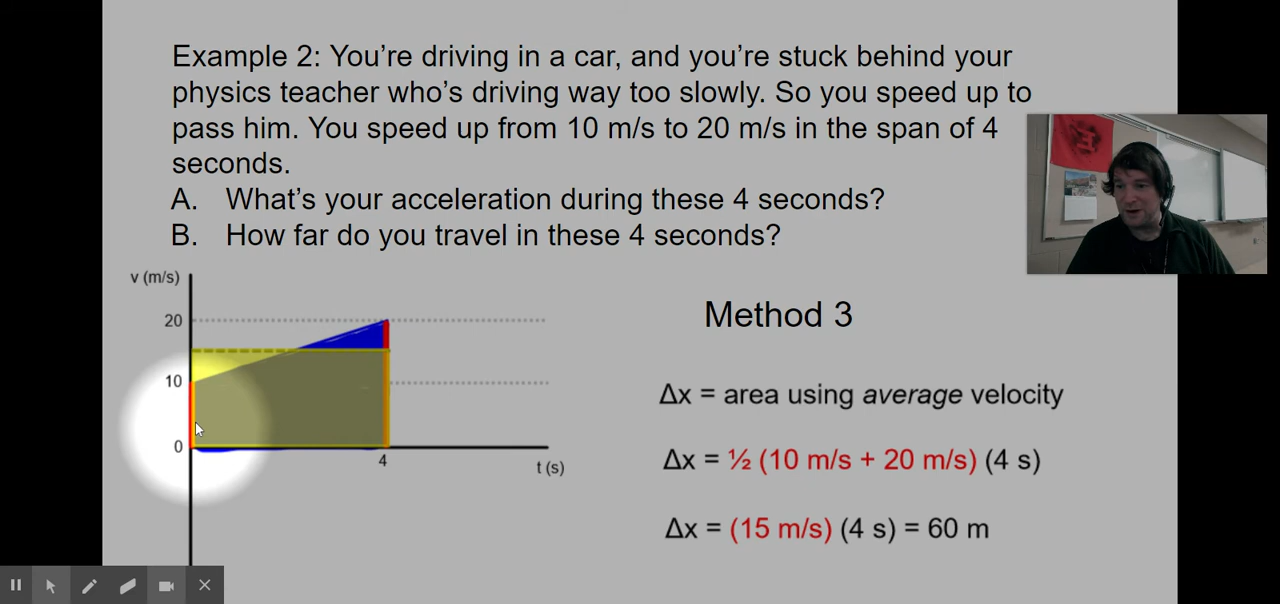 Example 2: You’re driving in a car, and you’re stuck behind your
physics teacher who’s driving way too slowly. So you speed up to
pass him. You speed up from 10 m/s to 20 m/s in the span of 4
seconds.
A. What’s your acceleration during these 4 seconds?
B. How far do you travel in these 4 seconds?
v (m/s)
20
10
0
4
t (s)
Method 3
Δx = area using average velocity
Δx = ½ (10 m/s + 20 m/s) (4 s)
Δx = (15 m/s) (4 s) = 60 m